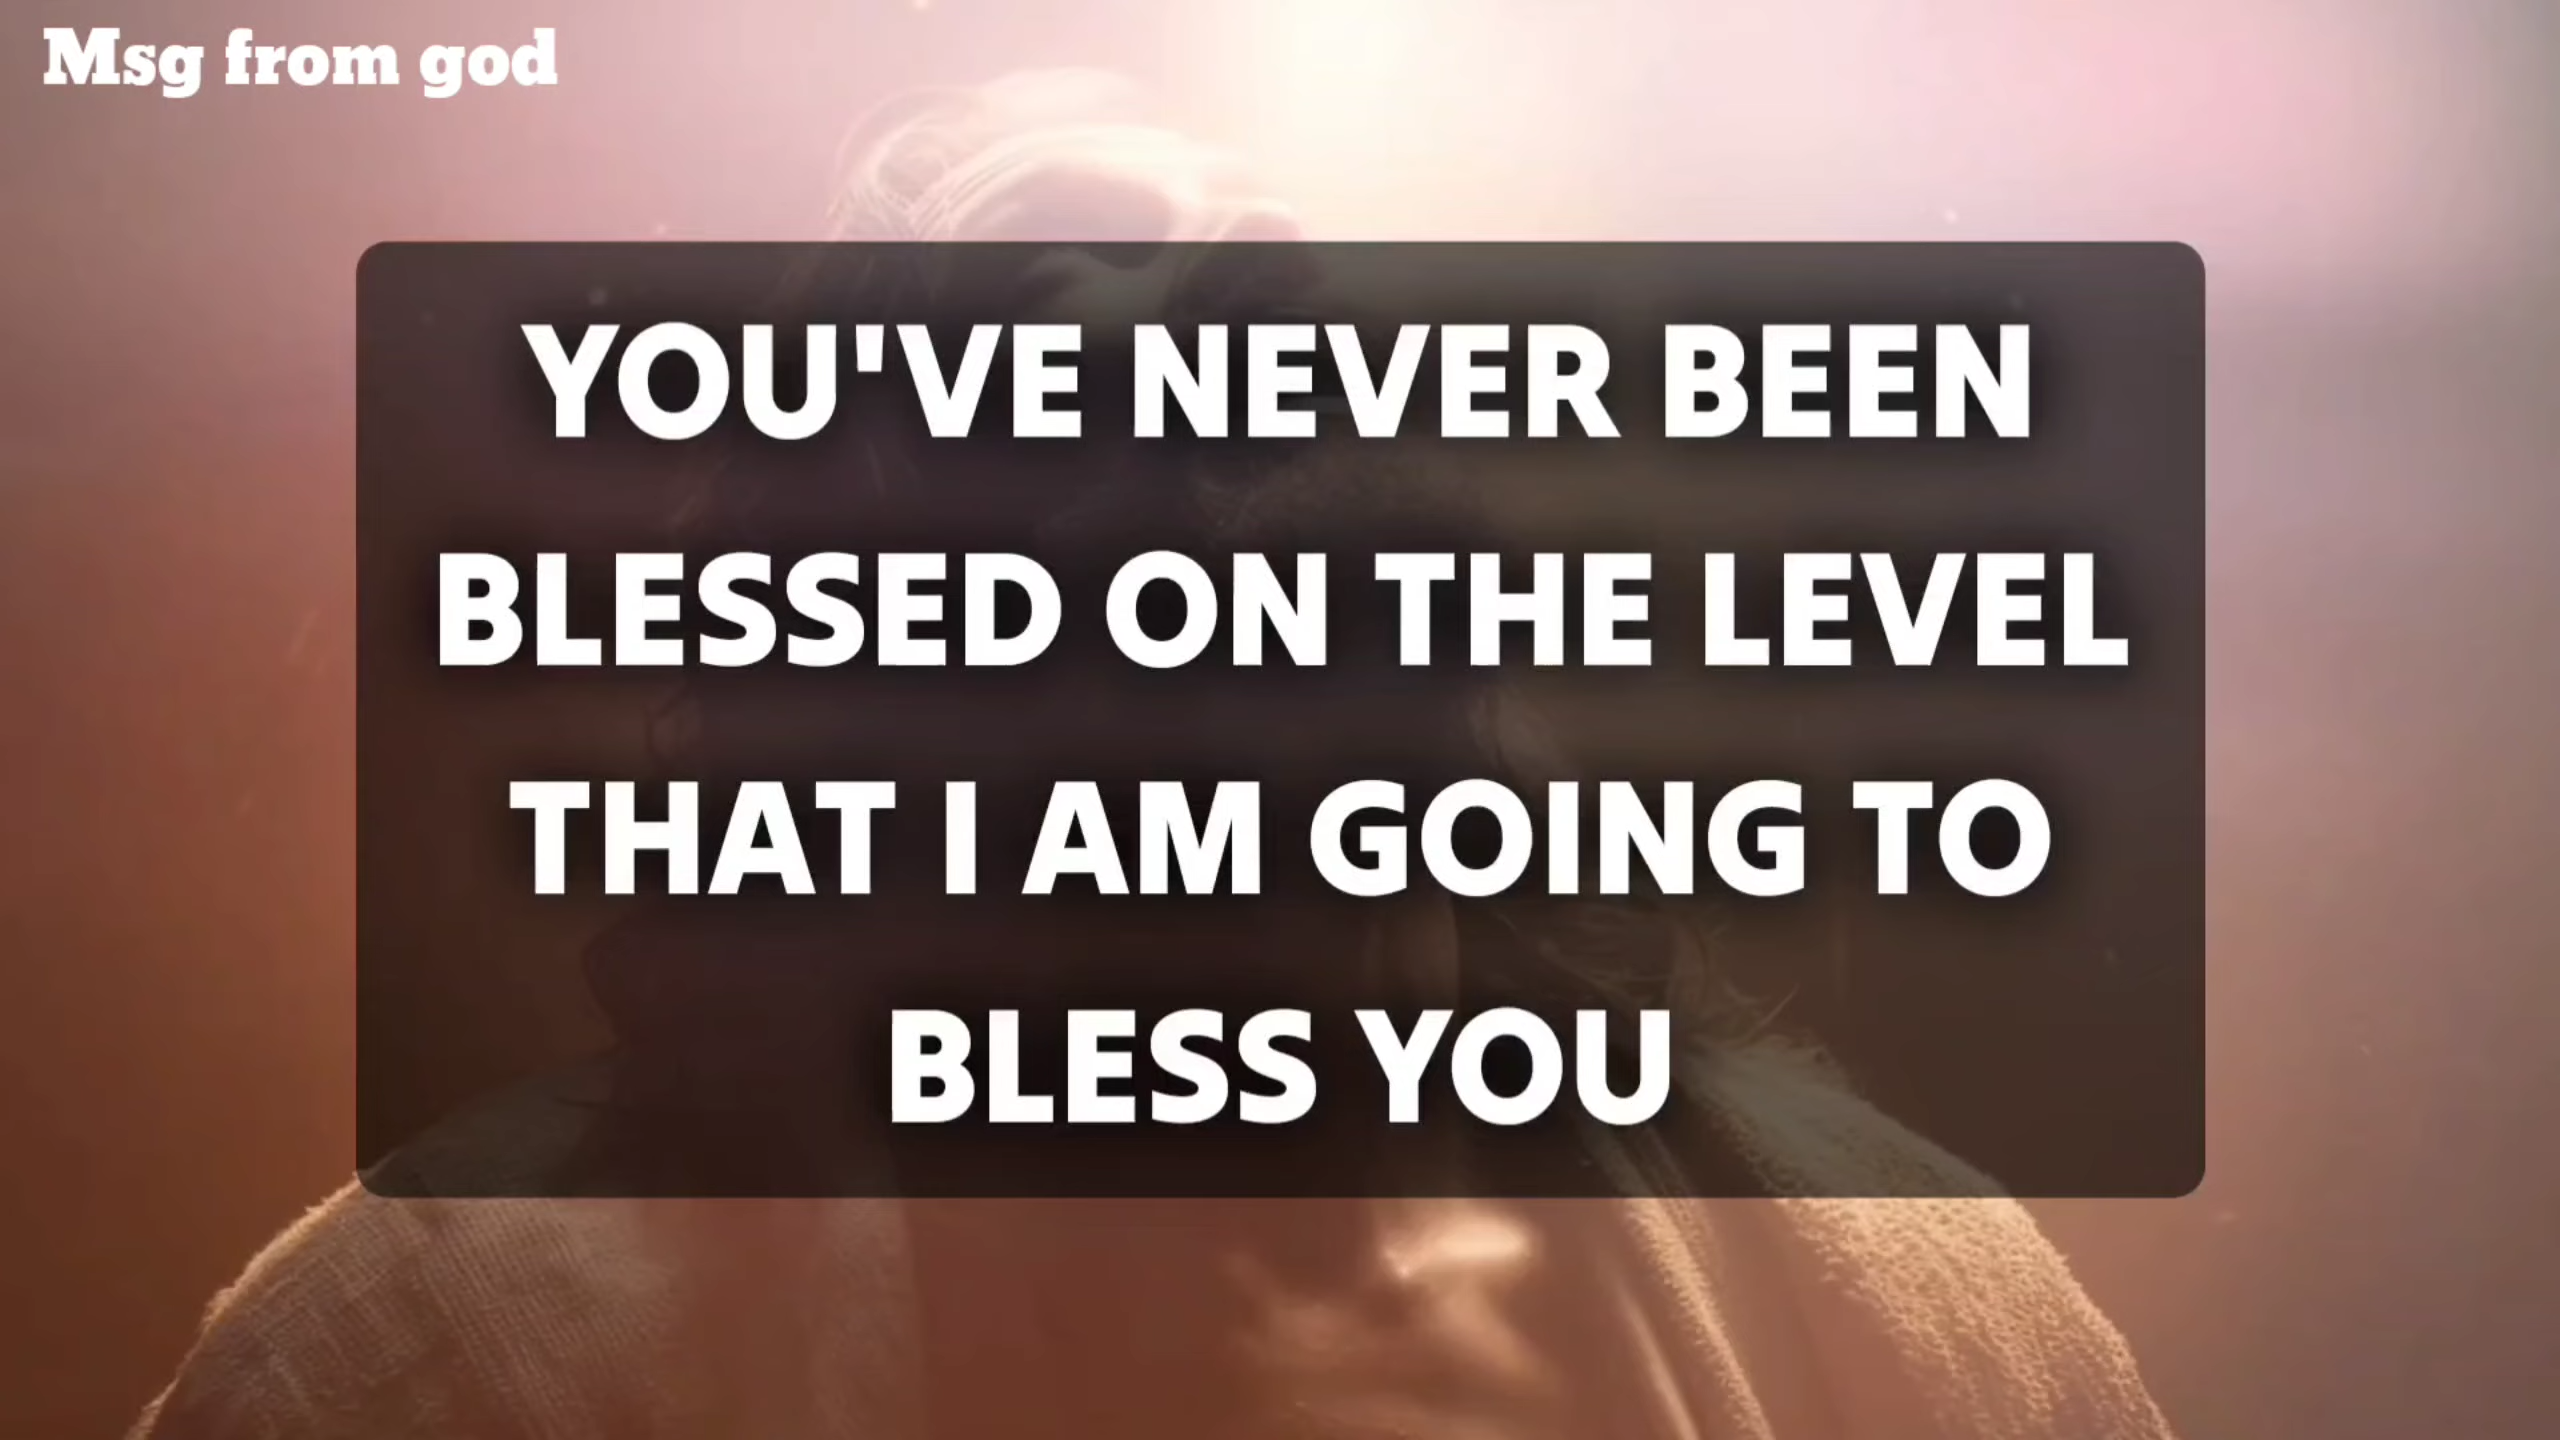 Msg from god
YOU'VE NEVER BEEN
BLESSED ON THE LEVEL
THAT I AM GOING TO
BLESS YOU